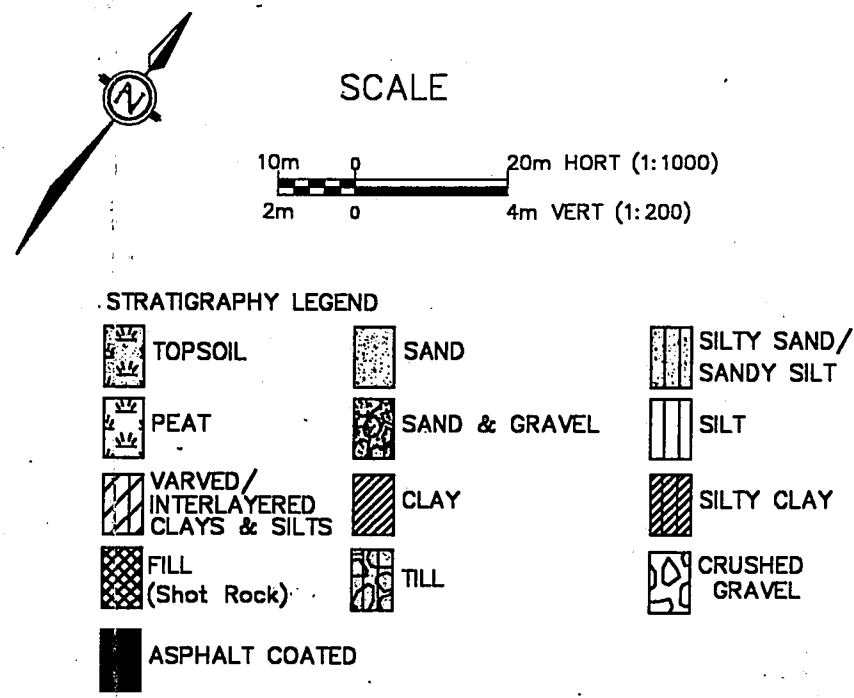 N
SCALE
10m 0 20m HORT (1:1000)
2m 0 4m VERT (1:200)
STRATIGRAPHY LEGEND
TOPSOIL
SAND
SILTY SAND/
SANDY SILT
PEAT
SAND & GRAVEL
SILT
VARVED/
INTERLAYERED
CLAYS & SILTS
CLAY
SILTY CLAY
FILL
(Shot Rock)
TILL
CRUSHED
GRAVEL
ASPHALT COATED